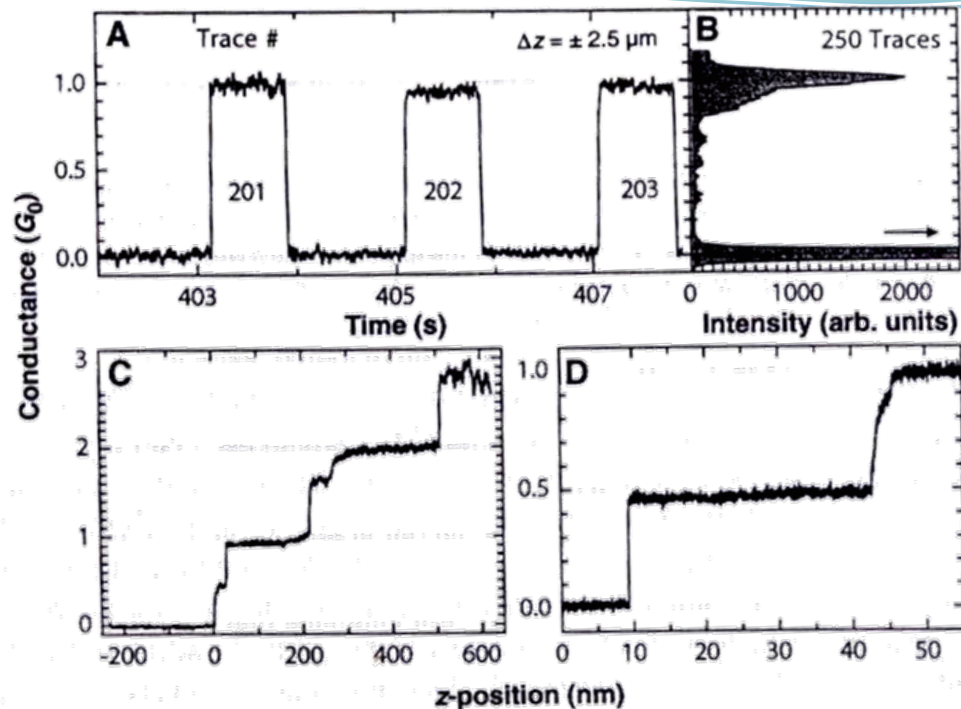 A
Trace #
Δz = ± 2.5 µm
B
250 Traces
1.0
0.5
0.0
201
202
203
403
405
407
0
1000
2000
Time (s)
Intensity (arb. units)
Conductance (G₀)
C
3
2
1
0
-200
0
200
400
600
D
1.0
0.5
0.0
0
10
20
30
40
50
z-position (nm)